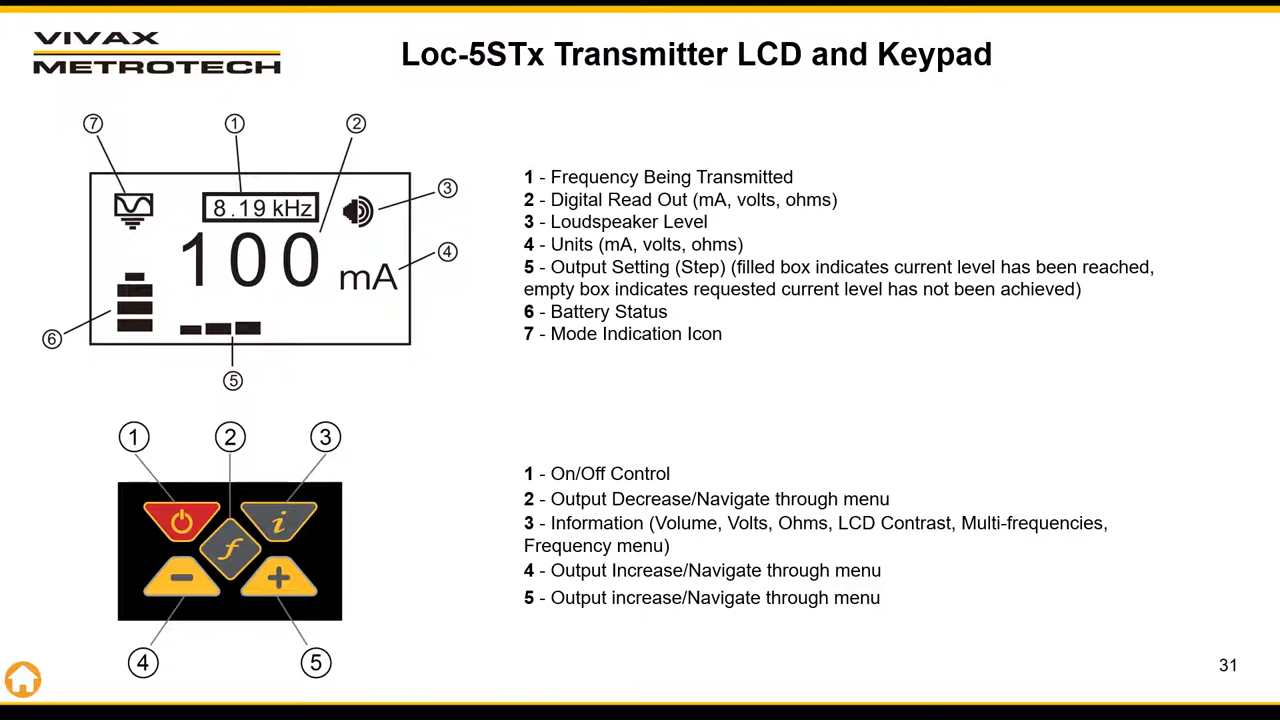 VIVAX
METROTECH
Loc-5STx Transmitter LCD and Keypad
7
1
2
3
8.19 kHz
100
mA
4
6
5
1 - Frequency Being Transmitted
2 - Digital Read Out (mA, volts, ohms)
3 - Loudspeaker Level
4 - Units (mA, volts, ohms)
5 - Output Setting (Step) (filled box indicates current level has been reached,
empty box indicates requested current level has not been achieved)
6 - Battery Status
7 - Mode Indication Icon
1
2
3
i
f
4
5
1 - On/Off Control
2 - Output Decrease/Navigate through menu
3 - Information (Volume, Volts, Ohms, LCD Contrast, Multi-frequencies,
Frequency menu)
4 - Output Increase/Navigate through menu
5 - Output increase/Navigate through menu
31